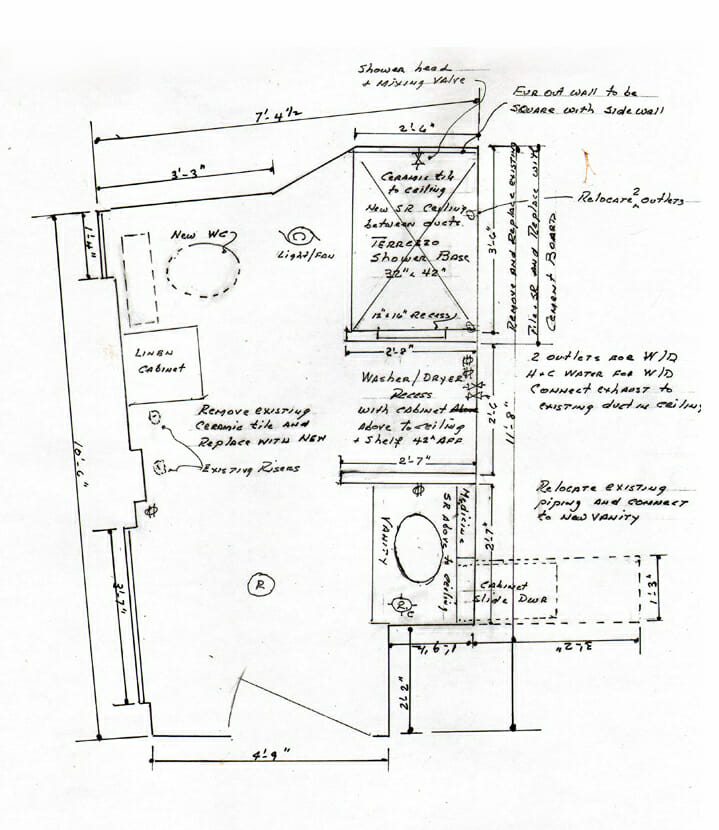 Shower head
+ Mixing Valve
Fur out wall to be
SQUARE with Side wall
7'-4 1/2
2'-6"
3'-3"
Ceramic tile
to ceiling
New SR Ceiling
between ducts.
TERRAZZO
Shower Base
32" x 42"
12" x 16" Recess
3'-6"
Remove and Replace existing
Tile + SR and Replace with
Cement Board
Relocate 2 outlets
1'-4"
New WC
C
Light/Fan
Linen
Cabinet
2'-8"
Washer/Dryer
Recess
with cabinet Above
Above to ceiling
+ Shelf 42" AFF
2 outlets for W/D
H+C Water for W/D
Connect exhaust to
existing duct in ceiling
11'-8"
Remove existing
Ceramic tile and
Replace with New
Existing Risers
10'-6"
2'-7"
Relocate existing
piping and connect
to New Vanity
Vanity
Medicine
SR Above to ceiling
2'-7"
R
R
C
Cabinet
Slide Door
1'-3"
3'-7"
1'-9"
3'-2"
2'-2"
4'-9"